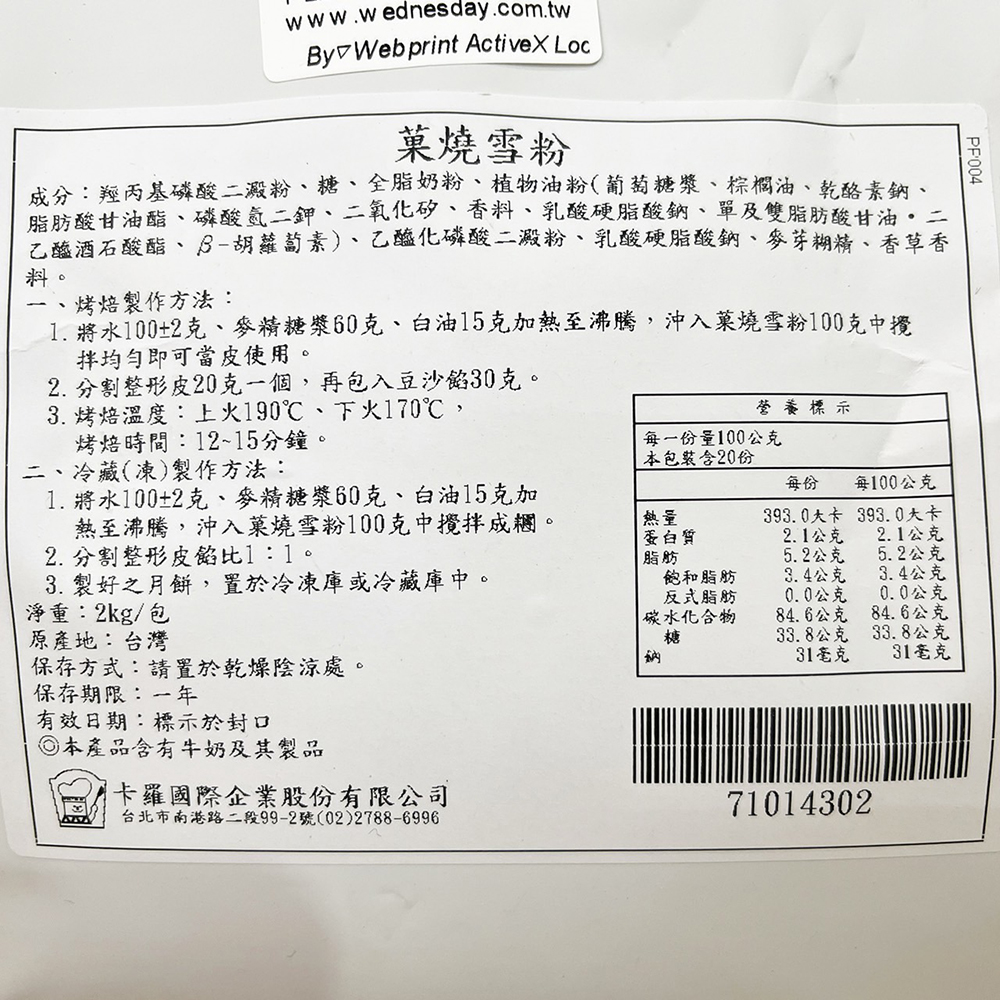 www.wednesday.com.tw
By▽Webprint ActiveX Loc
PF004
菓燒雪粉
成分：羥丙基磷酸二澱粉、糖、全脂奶粉、植物油粉(葡萄糖漿、棕櫚油、乾酪素鈉、
脂肪酸甘油酯、磷酸氫二鉀、二氧化矽、香料、乳酸硬脂酸鈉、單及雙脂肪酸甘油•二
乙醯酒石酸酯、β-胡蘿蔔素)、乙醯化磷酸二澱粉、乳酸硬脂酸鈉、麥芽糊精、香草香
料。
一、烤焙製作方法：
1. 將水100±2克、麥精糖漿60克、白油15克加熱至沸騰，沖入菓燒雪粉100克中攪
拌均勻即可當皮使用。
2. 分割整形皮20克一個，再包入豆沙餡30克。
3. 烤焙溫度：上火190℃、下火170℃，
烤焙時間：12~15分鐘。
二、冷藏(凍)製作方法：
1. 將水100±2克、麥精糖漿60克、白油15克加
熱至沸騰，沖入菓燒雪粉100克中攪拌成糰。
2. 分割整形皮餡比1：1。
3. 製好之月餅，置於冷凍庫或冷藏庫中。
淨重：2kg/包
原產地：台灣
保存方式：請置於乾燥陰涼處。
保存期限：一年
有效日期：標示於封口
◎本產品含有牛奶及其製品
卡羅國際企業股份有限公司
台北市南港路二段99-2號(02)2788-6996
營養標示
每一份量100公克
本包裝含20份
每份 每100公克
熱量 393.0大卡 393.0大卡
蛋白質 2.1公克 2.1公克
脂肪 5.2公克 5.2公克
飽和脂肪 3.4公克 3.4公克
反式脂肪 0.0公克 0.0公克
碳水化合物 84.6公克 84.6公克
糖 33.8公克 33.8公克
鈉 31毫克 31毫克
71014302